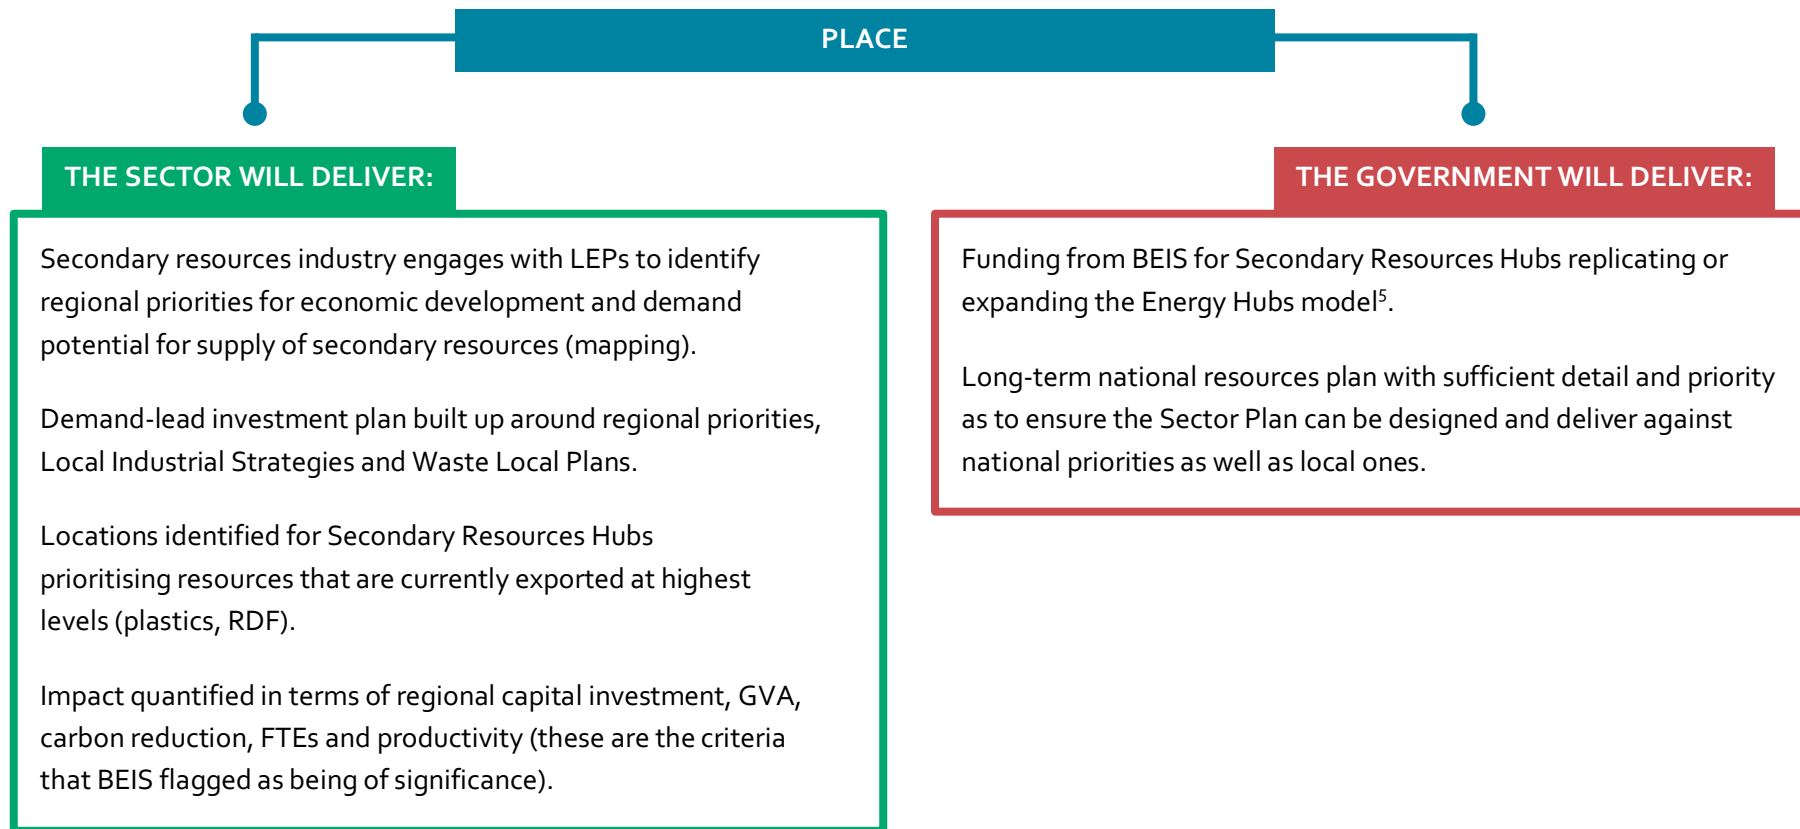 PLACE
THE SECTOR WILL DELIVER:
Secondary resources industry engages with LEPs to identify
regional priorities for economic development and demand
potential for supply of secondary resources (mapping).
Demand-lead investment plan built up around regional priorities,
Local Industrial Strategies and Waste Local Plans.
Locations identified for Secondary Resources Hubs
prioritising resources that are currently exported at highest
levels (plastics, RDF).
Impact quantified in terms of regional capital investment, GVA,
carbon reduction, FTEs and productivity (these are the criteria
that BEIS flagged as being of significance).
THE GOVERNMENT WILL DELIVER:
Funding from BEIS for Secondary Resources Hubs replicating or
expanding the Energy Hubs model⁵.
Long-term national resources plan with sufficient detail and priority
as to ensure the Sector Plan can be designed and deliver against
national priorities as well as local ones.